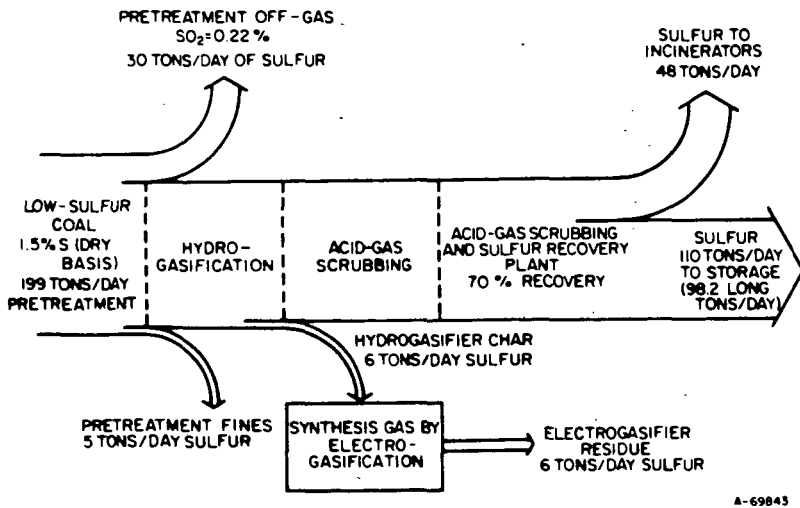 PRETREATMENT OFF-GAS
SO2=0.22%
30 TONS/DAY OF SULFUR
SULFUR TO
INCINERATORS
48 TONS/DAY
LOW-SULFUR
COAL
1.5%S (DRY
BASIS)
199 TONS/DAY
PRETREATMENT
HYDRO-
GASIFICATION
ACID-GAS
SCRUBBING
ACID-GAS SCRUBBING
AND SULFUR RECOVERY
PLANT
70 % RECOVERY
SULFUR
110 TONS/DAY
TO STORAGE
(98.2 LONG
TONS/DAY)
HYDROGASIFIER CHAR
6 TONS/DAY SULFUR
PRETREATMENT FINES
5 TONS/DAY SULFUR
SYNTHESIS GAS BY
ELECTRO-
GASIFICATION
ELECTROGASIFIER
RESIDUE
6 TONS/DAY SULFUR
A-69843